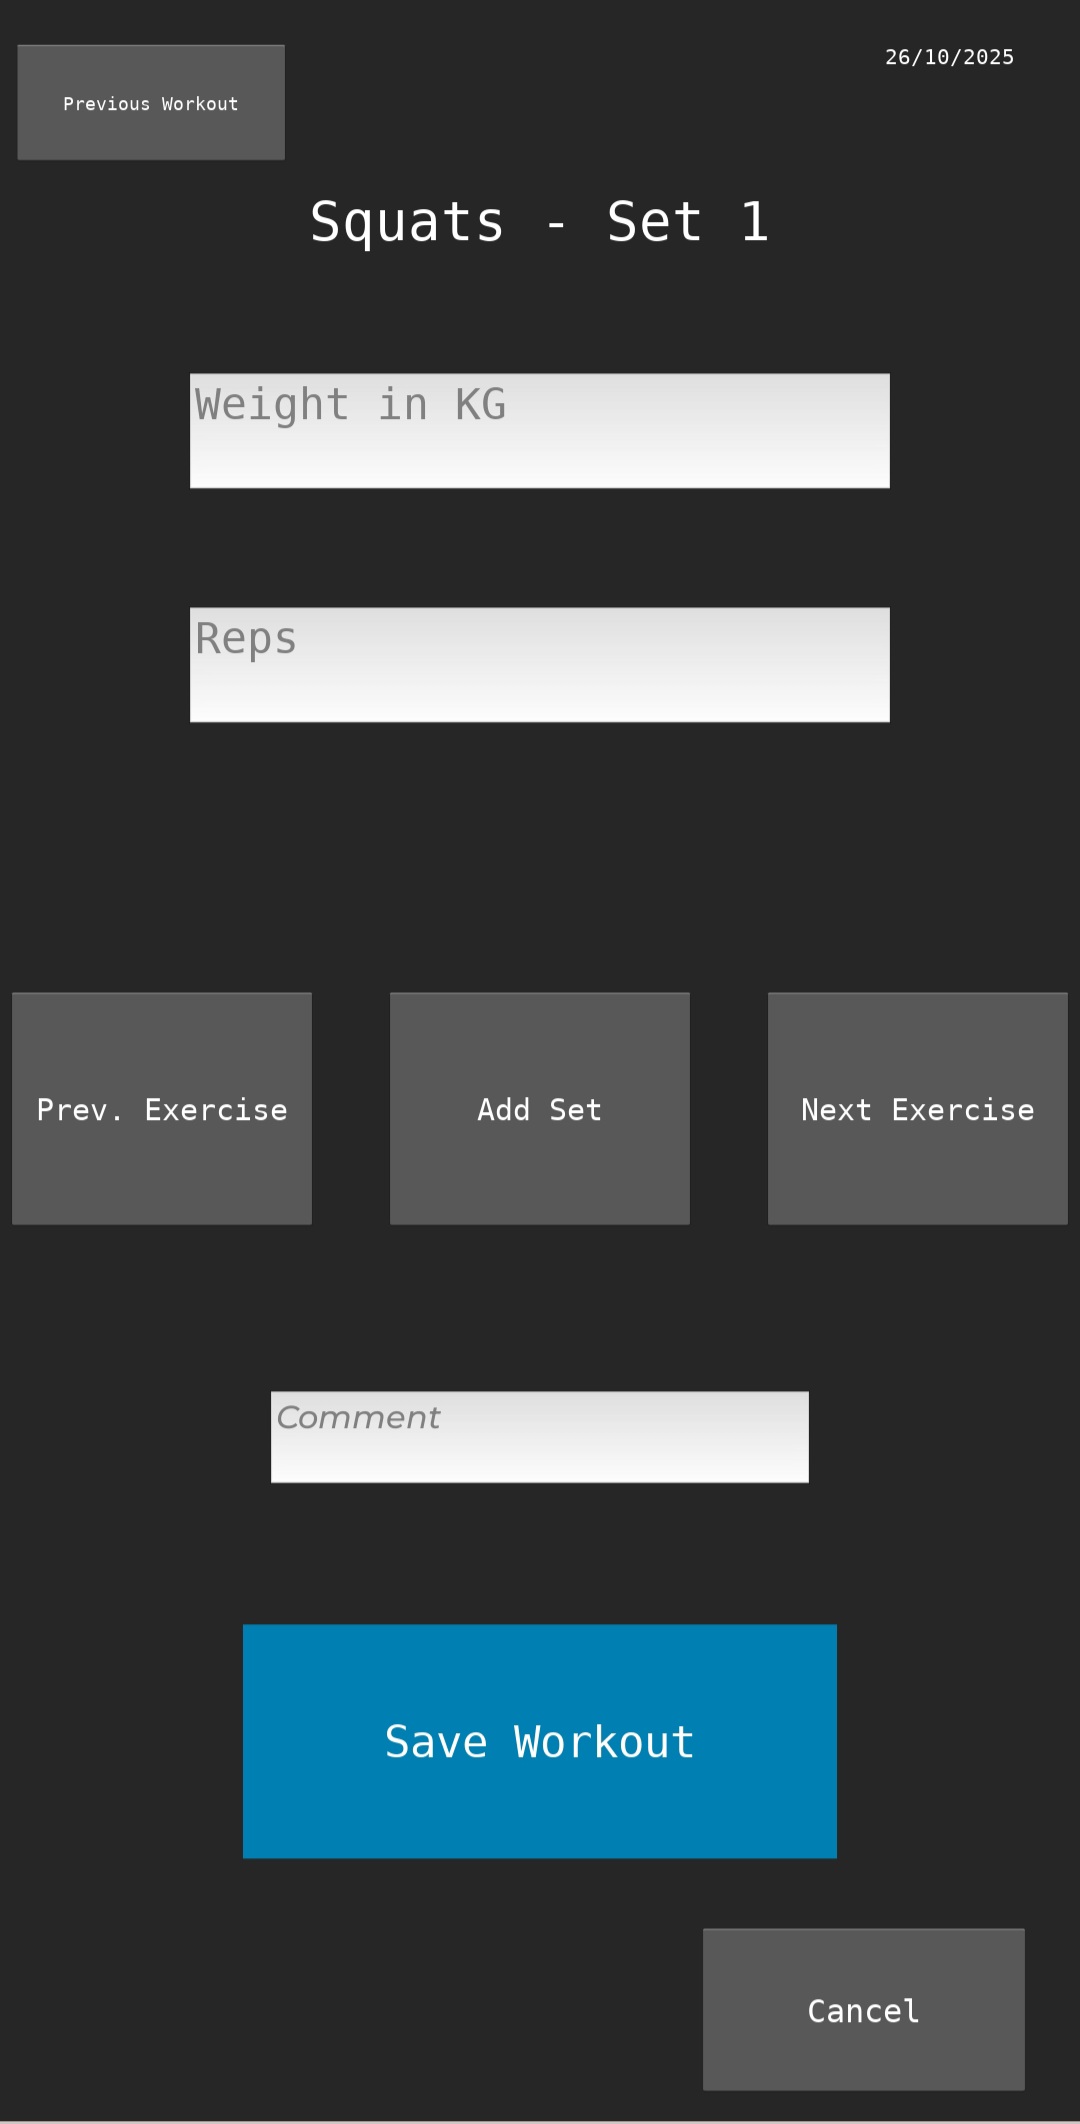 26/10/2025
Previous Workout
Squats - Set 1
Weight in KG
Reps
Prev. Exercise
Add Set
Next Exercise
Comment
Save Workout
Cancel